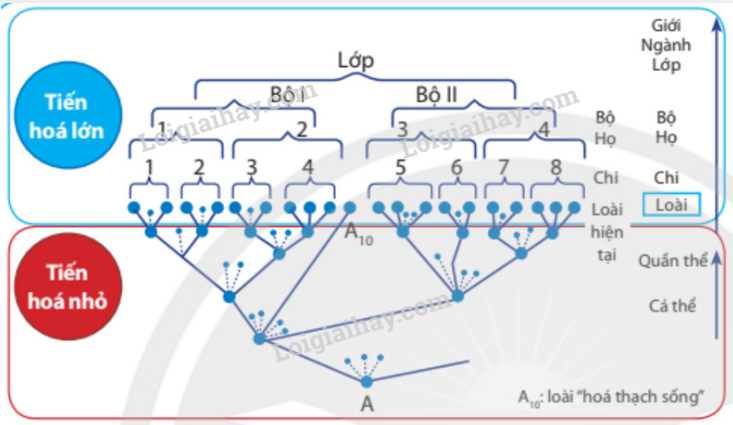 Giới
Ngành
Lớp
Lớp
Tiến
hoá lớn
Bộ I
Bộ II
Bộ
Họ
Bộ
Họ
1
2
3
4
1
2
3
4
5
6
7
8
Chi
Chi
Loài
hiện
tại
Loài
A10
Tiến
hoá nhỏ
Quần thể
Cá thể
A
A10: loài "hoá thạch sống"
Loigiaihay.com
Loigiaihay.com
Loigiaihay.com